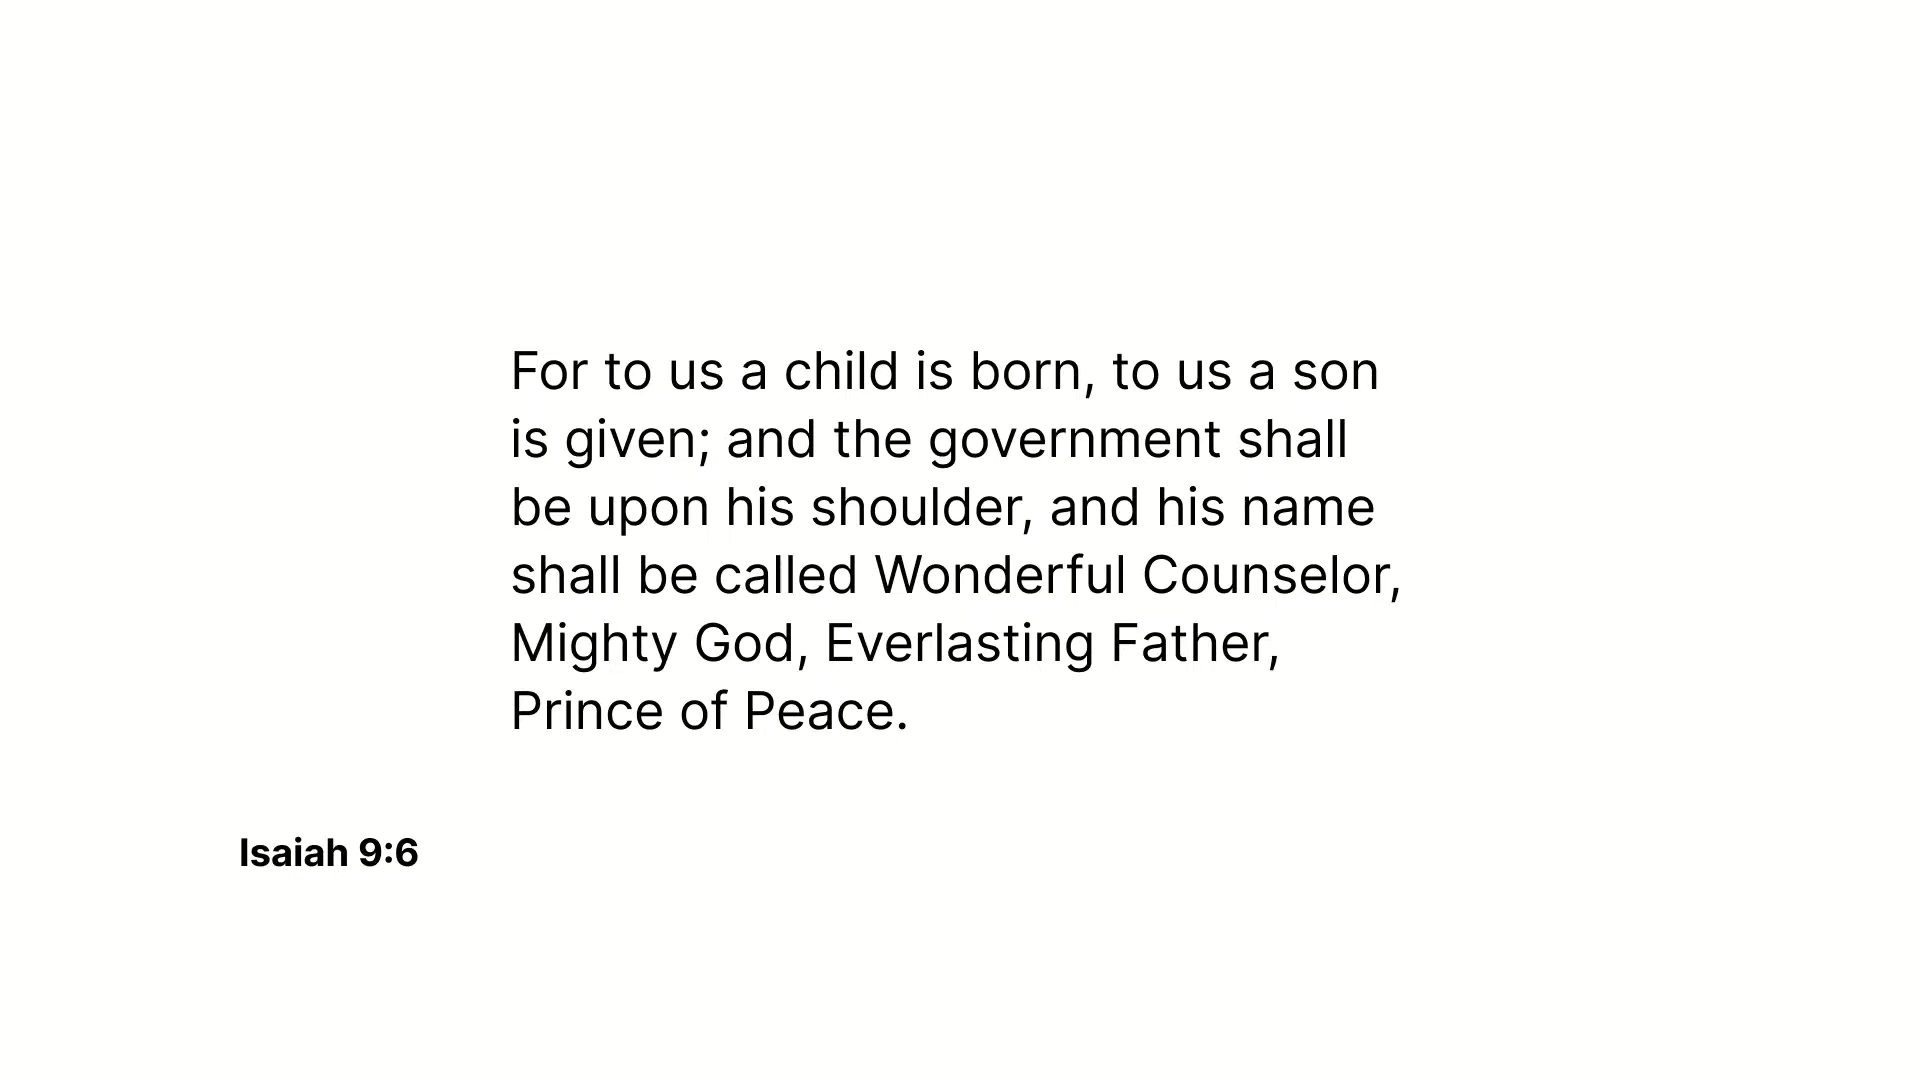 For to us a child is born, to us a son
is given; and the government shall
be upon his shoulder, and his name
shall be called Wonderful Counselor,
Mighty God, Everlasting Father,
Prince of Peace.
Isaiah 9:6